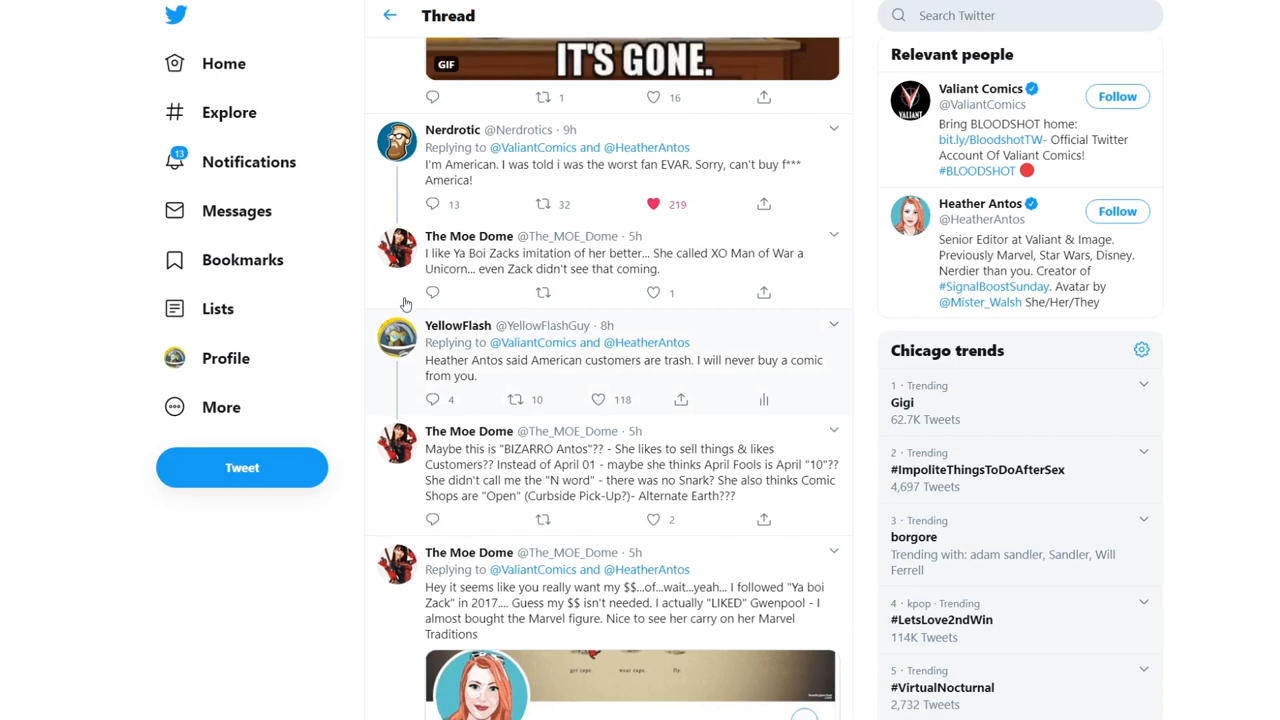 Home
Explore
13
Notifications
Messages
Bookmarks
Lists
Profile
More
Tweet
Thread
IT'S GONE.
GIF
1
16
Nerdrotic @Nerdrotics · 9h
Replying to @ValiantComics and @HeatherAntos
I'm American. I was told i was the worst fan EVAR. Sorry, can't buy f***
America!
13
32
219
The Moe Dome @The_MOE_Dome · 5h
I like Ya Boi Zacks imitation of her better... She called XO Man of War a
Unicorn... even Zack didn't see that coming.
1
YellowFlash @YellowFlashGuy · 8h
Replying to @ValiantComics and @HeatherAntos
Heather Antos said American customers are trash. I will never buy a comic
from you.
4
10
118
The Moe Dome @The_MOE_Dome · 5h
Maybe this is "BIZARRO Antos"?? - She likes to sell things & likes
Customers?? Instead of April 01 - maybe she thinks April Fools is April "10"??
She didn't call me the "N word" - there was no Snark? She also thinks Comic
Shops are "Open" (Curbside Pick-Up?)- Alternate Earth???
2
The Moe Dome @The_MOE_Dome · 5h
Replying to @ValiantComics and @HeatherAntos
Hey it seems like you really want my $$...of...wait...yeah... I followed "Ya boi
Zack" in 2017.... Guess my $$ isn't needed. I actually "LIKED" Gwenpool - I
almost bought the Marvel figure. Nice to see her carry on her Marvel
Traditions
get cape. wear cape. fly.
Search Twitter
Relevant people
VALIANT
Valiant Comics
@ValiantComics
Follow
Bring BLOODSHOT home:
bit.ly/BloodshotTW- Official Twitter
Account Of Valiant Comics!
#BLOODSHOT
Heather Antos
@HeatherAntos
Follow
Senior Editor at Valiant & Image.
Previously Marvel, Star Wars, Disney.
Nerdier than you. Creator of
#SignalBoostSunday. Avatar by
@Mister_Walsh She/Her/They
Chicago trends
1 · Trending
Gigi
62.7K Tweets
2 · Trending
#ImpoliteThingsToDoAfterSex
4,697 Tweets
3 · Trending
borgore
Trending with: adam sandler, Sandler, Will
Ferrell
4 · kpop · Trending
#LetsLove2ndWin
114K Tweets
5 · Trending
#VirtualNocturnal
2,732 Tweets